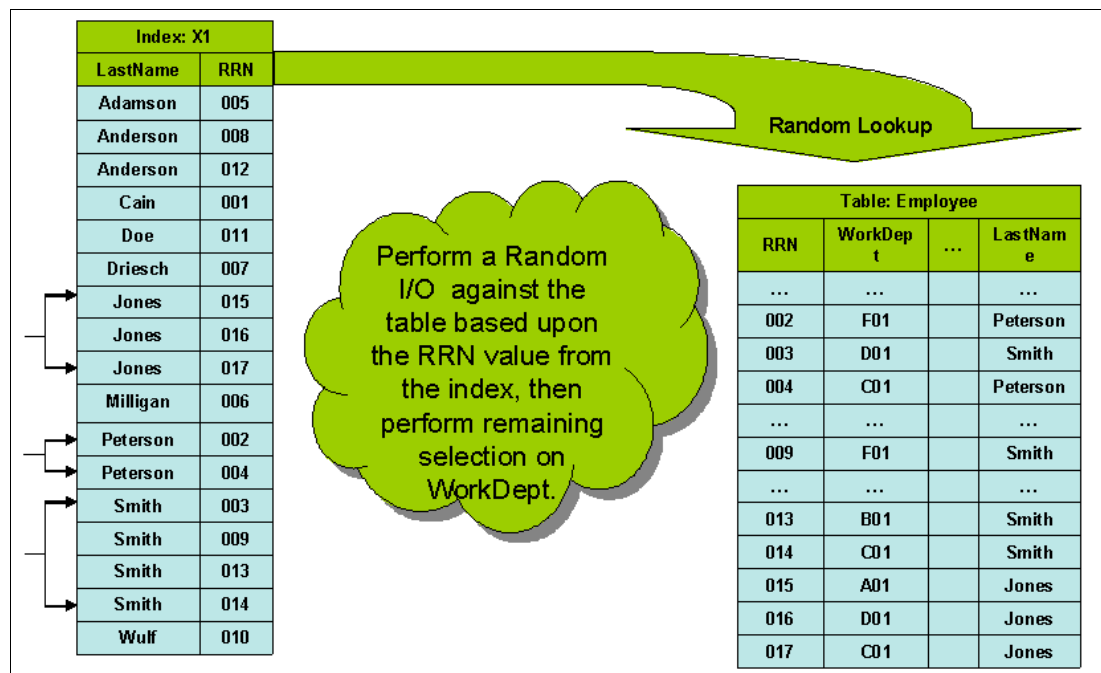 Index: X1
LastName RRN
Adamson 005
Anderson 008
Anderson 012
Cain 001
Doe 011
Driesch 007
Jones 015
Jones 016
Jones 017
Milligan 006
Peterson 002
Peterson 004
Smith 003
Smith 009
Smith 013
Smith 014
Wulf 010
Random Lookup
Perform a Random
I/O against the
table based upon
the RRN value from
the index, then
perform remaining
selection on
WorkDept.
Table: Employee
RRN WorkDep
t ... LastNam
e
... ... ...
002 F01 Peterson
003 D01 Smith
004 C01 Peterson
... ... ...
009 F01 Smith
... ... ...
013 B01 Smith
014 C01 Smith
015 A01 Jones
016 D01 Jones
017 C01 Jones